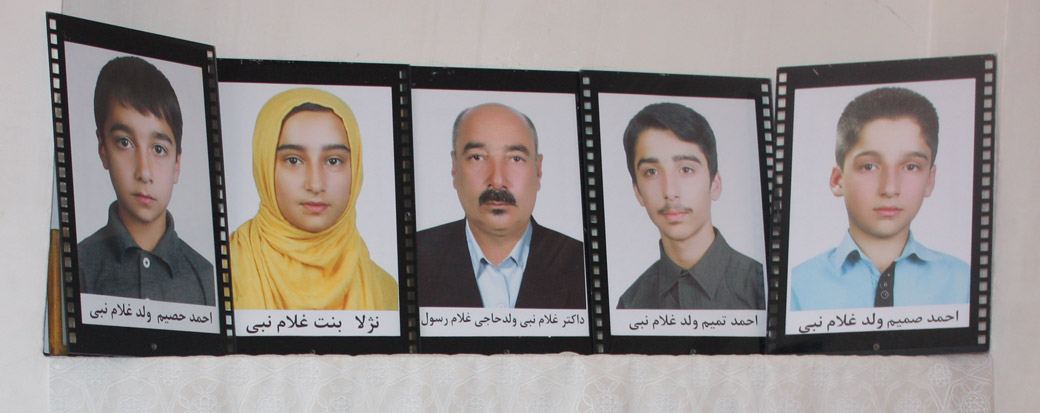 احمد حصیم ولد غلام نبی
نژلا بنت غلام نبی
داکتر غلام نبی ولدحاجی غلام رسول
احمد تمیم ولد غلام نبی
احمد صمیم ولد غلام نبی